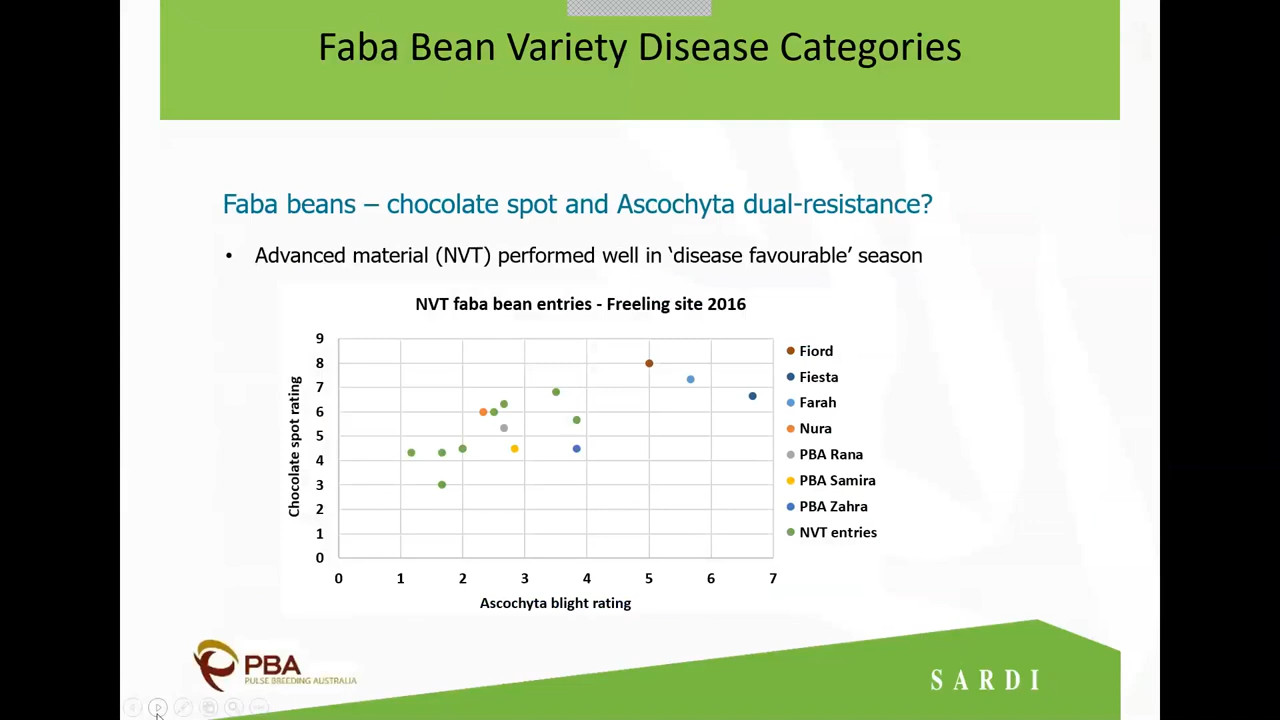 Faba Bean Variety Disease Categories
Faba beans – chocolate spot and Ascochyta dual-resistance?
• Advanced material (NVT) performed well in ‘disease favourable’ season
NVT faba bean entries - Freeling site 2016
Chocolate spot rating
9
8
7
6
5
4
3
2
1
0
0 1 2 3 4 5 6 7
Ascochyta blight rating
Fiord
Fiesta
Farah
Nura
PBA Rana
PBA Samira
PBA Zahra
NVT entries
PBA
PULSE BREEDING AUSTRALIA
SARDI